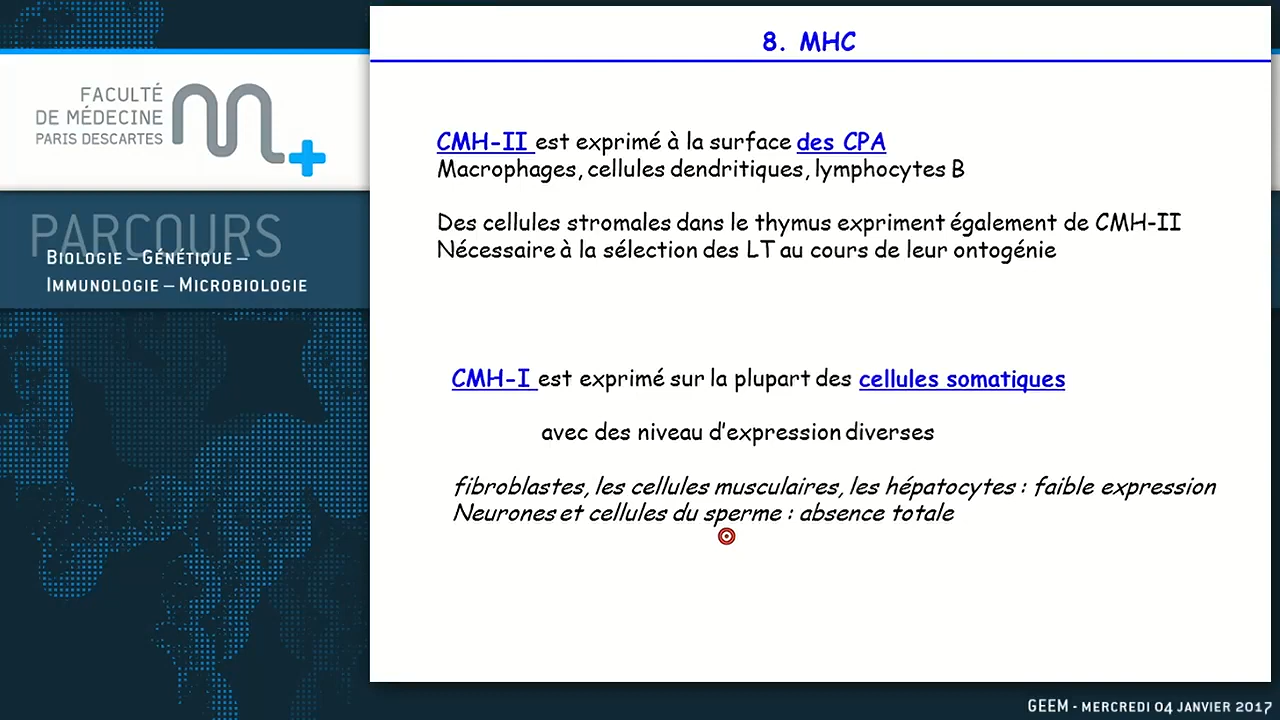 FACULTÉ
DE MÉDECINE
PARIS DESCARTES
PARCOURS
BIOLOGIE – GÉNÉTIQUE –
IMMUNOLOGIE – MICROBIOLOGIE
8. MHC
CMH-II est exprimé à la surface des CPA
Macrophages, cellules dendritiques, lymphocytes B
Des cellules stromales dans le thymus expriment également de CMH-II
Nécessaire à la sélection des LT au cours de leur ontogénie
CMH-I est exprimé sur la plupart des cellules somatiques
avec des niveau d'expression diverses
fibroblastes, les cellules musculaires, les hépatocytes : faible expression
Neurones et cellules du sperme : absence totale
GEEM - MERCREDI 04 JANVIER 2017